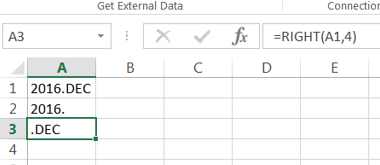 Get External Data Connection
A3 fx =RIGHT(A1,4)
A B C D E
1 2016.DEC
2 2016.
3 .DEC
4